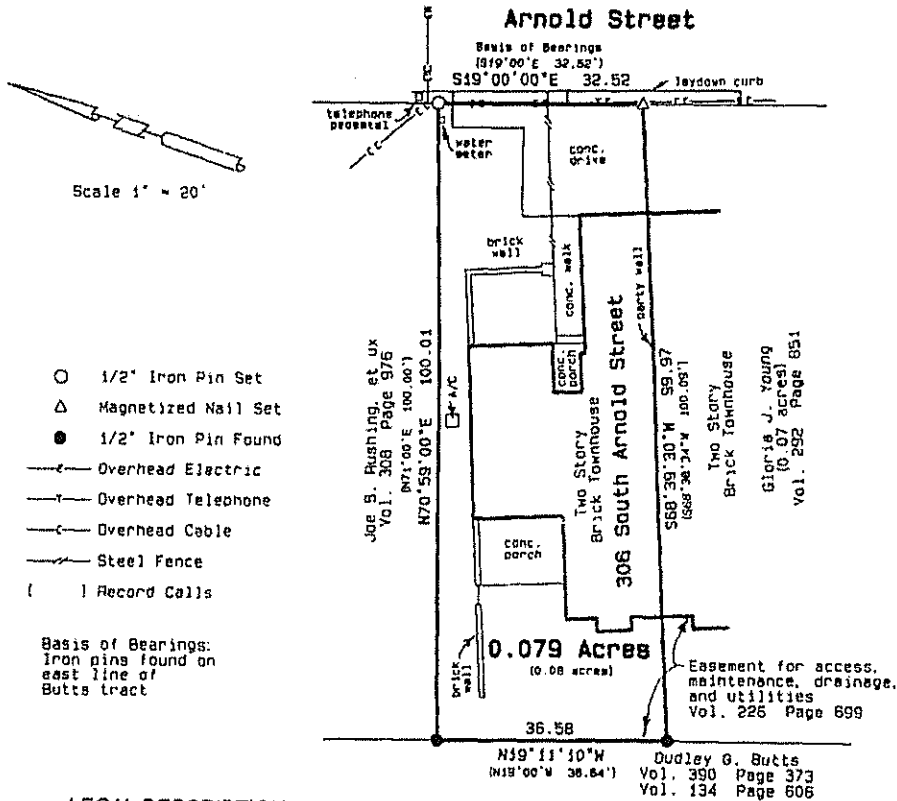 Arnold Street
Basis of Bearings
(S19°00'E 32.52')
S19°00'00"E 32.52
laydown curb
telephone
pedestal
water
meter
conc.
drive
Scale 1" = 20'
brick
wall
conc. walk
party wall
conc.
porch
A/C
Joe S. Rushing, et ux
Vol. 308 Page 976
(N71°00'E 100.00')
N70°59'00"E 100.01
Two Story
Brick Townhouse
306 South Arnold Street
S68°39'30"W 99.97
Two Story
Brick Townhouse
Gloria J. Young
(0.07 acres)
Vol. 292 Page 851
○ 1/2" Iron Pin Set
△ Magnetized Nail Set
● 1/2" Iron Pin Found
Overhead Electric
Overhead Telephone
Overhead Cable
Steel Fence
( ) Record Calls
Basis of Bearings:
Iron pins found on
east line of
Butts tract
conc.
porch
brick
wall
0.079 Acres
(0.08 acres)
Easement for access,
maintenance, drainage,
and utilities
Vol. 226 Page 699
36.58
N19°11'10"W
(N19°00'W 36.64')
Dudley G. Butts
Vol. 390 Page 373
Vol. 134 Page 606